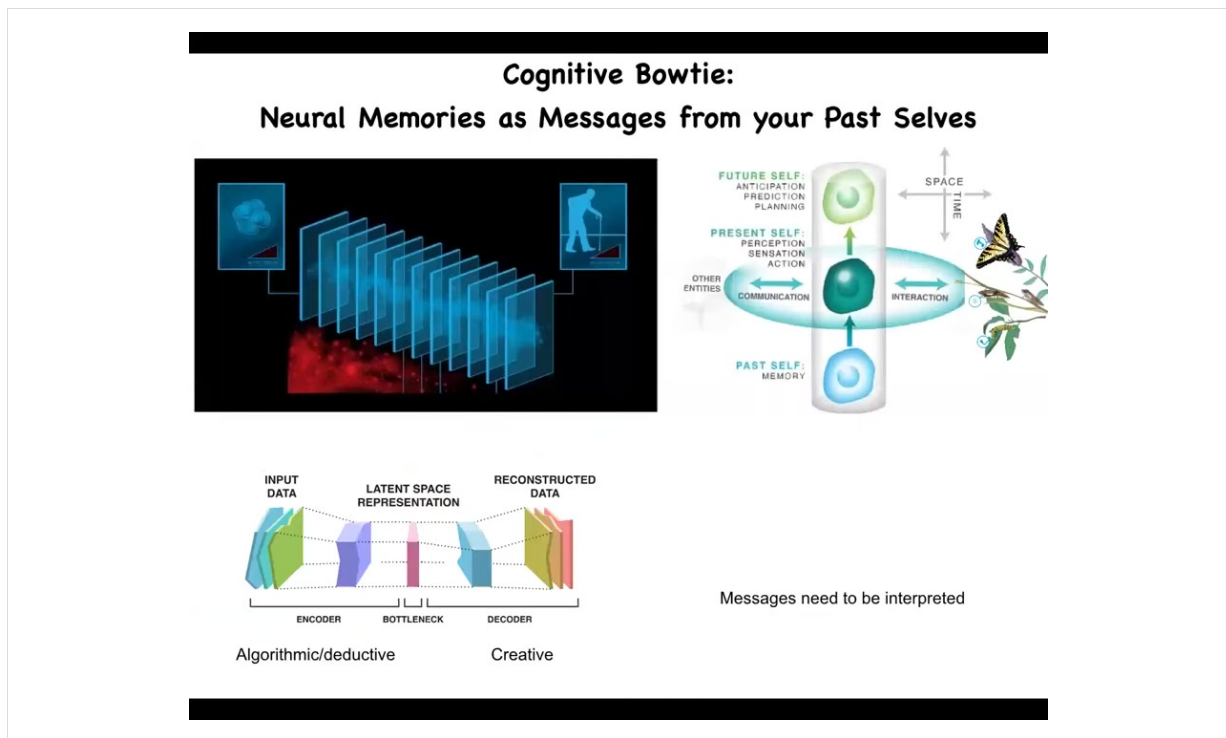 Cognitive Bowtie:
Neural Memories as Messages from your Past Selves
FUTURE SELF:
ANTICIPATION
PREDICTION
PLANNING
SPACE
TIME
PRESENT SELF:
PERCEPTION
SENSATION
ACTION
OTHER
ENTITIES
COMMUNICATION
INTERACTION
PAST SELF:
MEMORY
INPUT
DATA
LATENT SPACE
REPRESENTATION
RECONSTRUCTED
DATA
ENCODER
BOTTLENECK
DECODER
Algorithmic/deductive
Creative
Messages need to be interpreted